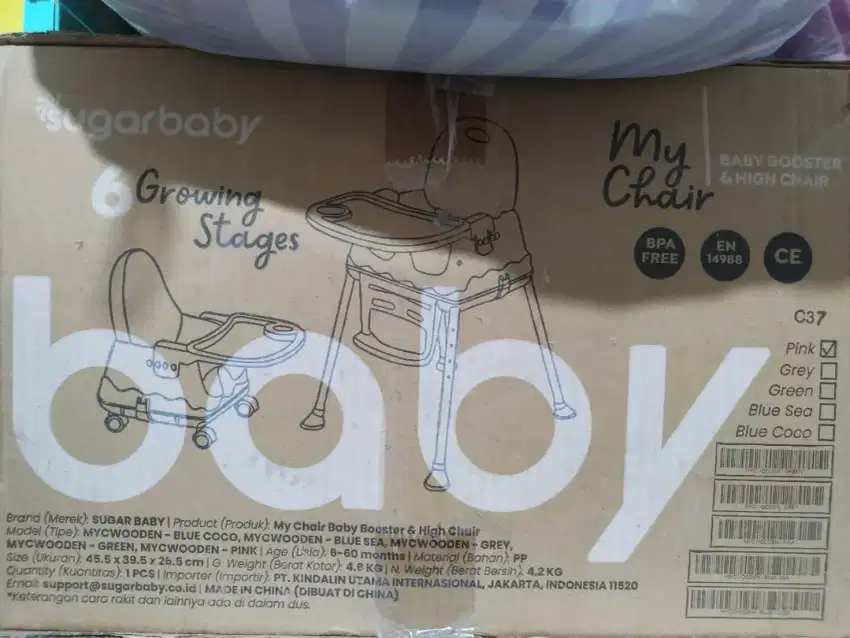 sugarbaby
6 Growing
Stages
My
Chair
BABY BOOSTER
& HIGH CHAIR
BPA
FREE
EN
14988
CE
C37
Pink
Grey
Green
Blue Sea
Blue Coco
baby
Brand (Merek): SUGAR BABY | Product (Produk): My Chair Baby Booster & High Chair
Model (Tipe): MYCWOODEN - BLUE COCO, MYCWOODEN - BLUE SEA, MYCWOODEN - GREY,
MYCWOODEN - GREEN, MYCWOODEN - PINK | Age (Usia): 6-60 months | Material (Bahan): PP
Size (Ukuran): 45.5 x 39.5 x 26.5 cm | G. Weight (Berat Kotor): 4.8 KG | N. Weight (Berat Bersih): 4.2 KG
Quantity (Kuantitas): 1 PCS | Importer (Importir): PT. KINDALIN UTAMA INTERNASIONAL, JAKARTA, INDONESIA 11520
Email: support@sugarbaby.co.id | MADE IN CHINA (DIBUAT DI CHINA)
*Keterangan cara rakit dan lainnya ada di dalam dus.